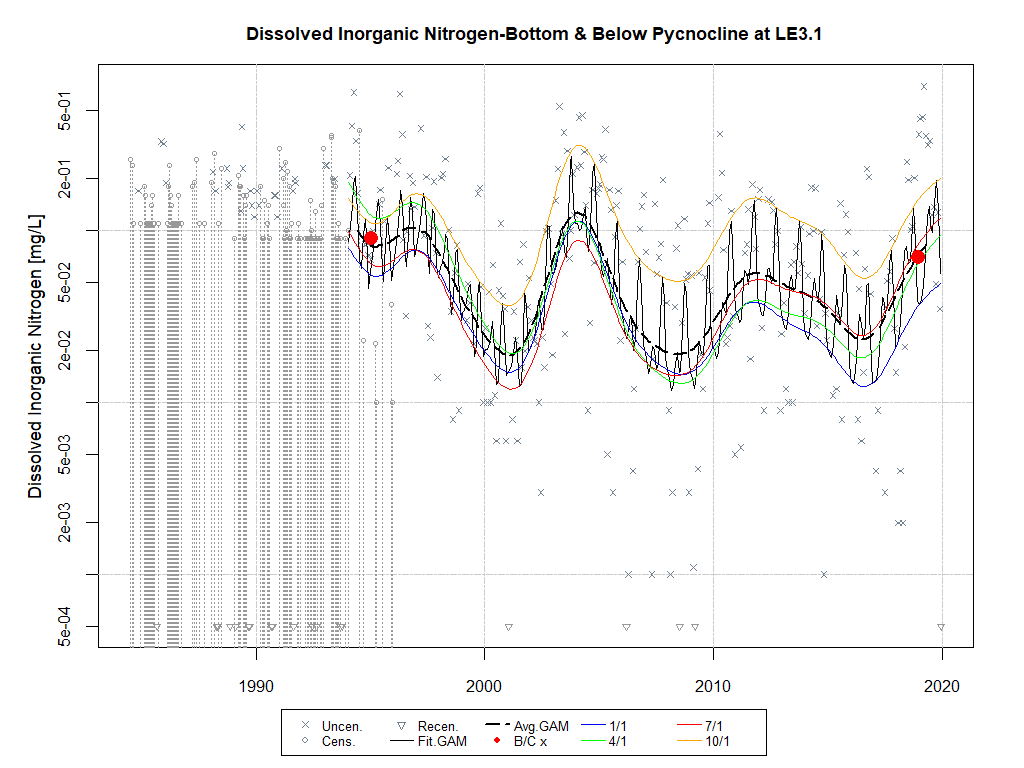 Dissolved Inorganic Nitrogen-Bottom & Below Pycnocline at LE3.1
Dissolved Inorganic Nitrogen [mg/L]
5e-01
2e-01
5e-02
2e-02
5e-03
2e-03
5e-04
1990 2000 2010 2020
Uncen. Recen. Avg.GAM 1/1 7/1
Cens. Fit.GAM B/C x 4/1 10/1